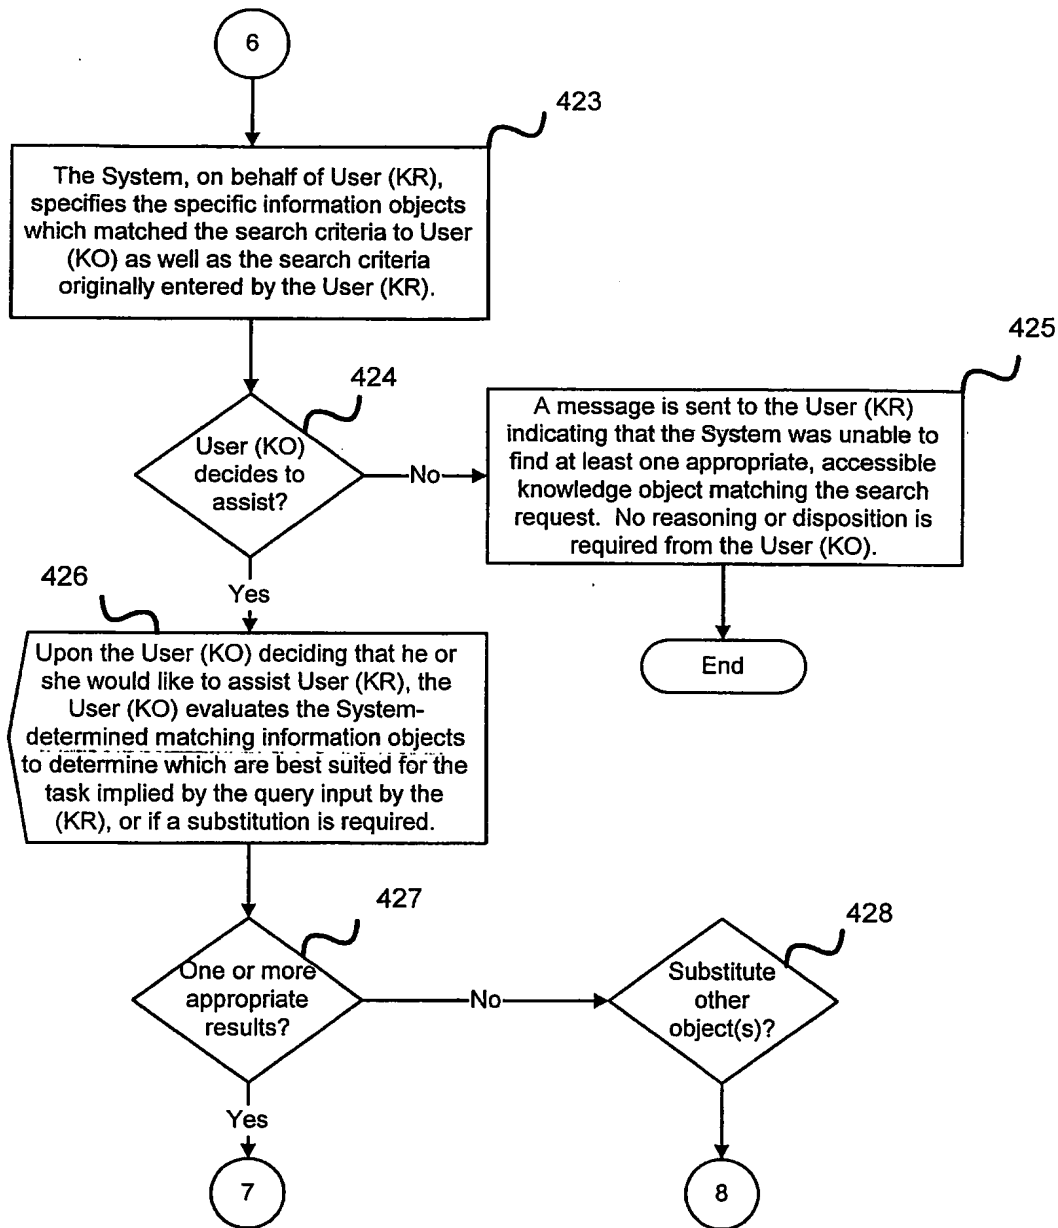 6
423
The System, on behalf of User (KR),
specifies the specific information objects
which matched the search criteria to User
(KO) as well as the search criteria
originally entered by the User (KR).
424
User (KO)
decides to
assist?
No
425
A message is sent to the User (KR)
indicating that the System was unable to
find at least one appropriate, accessible
knowledge object matching the search
request. No reasoning or disposition is
required from the User (KO).
End
Yes
426
Upon the User (KO) deciding that he or
she would like to assist User (KR), the
User (KO) evaluates the System-
determined matching information objects
to determine which are best suited for the
task implied by the query input by the
(KR), or if a substitution is required.
427
One or more
appropriate
results?
No
428
Substitute
other
object(s)?
Yes
7
8